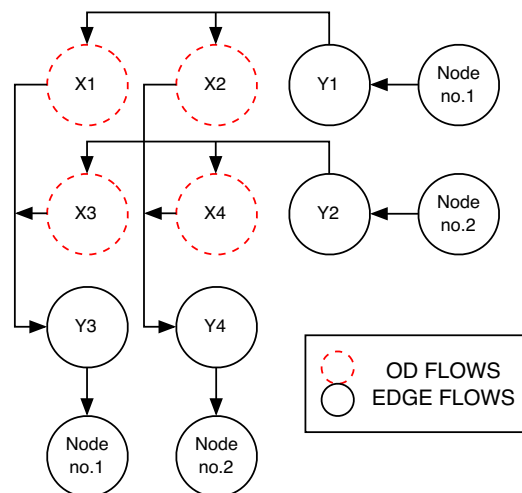 X1
X2
Y1
Node
no.1
X3
X4
Y2
Node
no.2
Y3
Y4
Node
no.1
Node
no.2
OD FLOWS
EDGE FLOWS